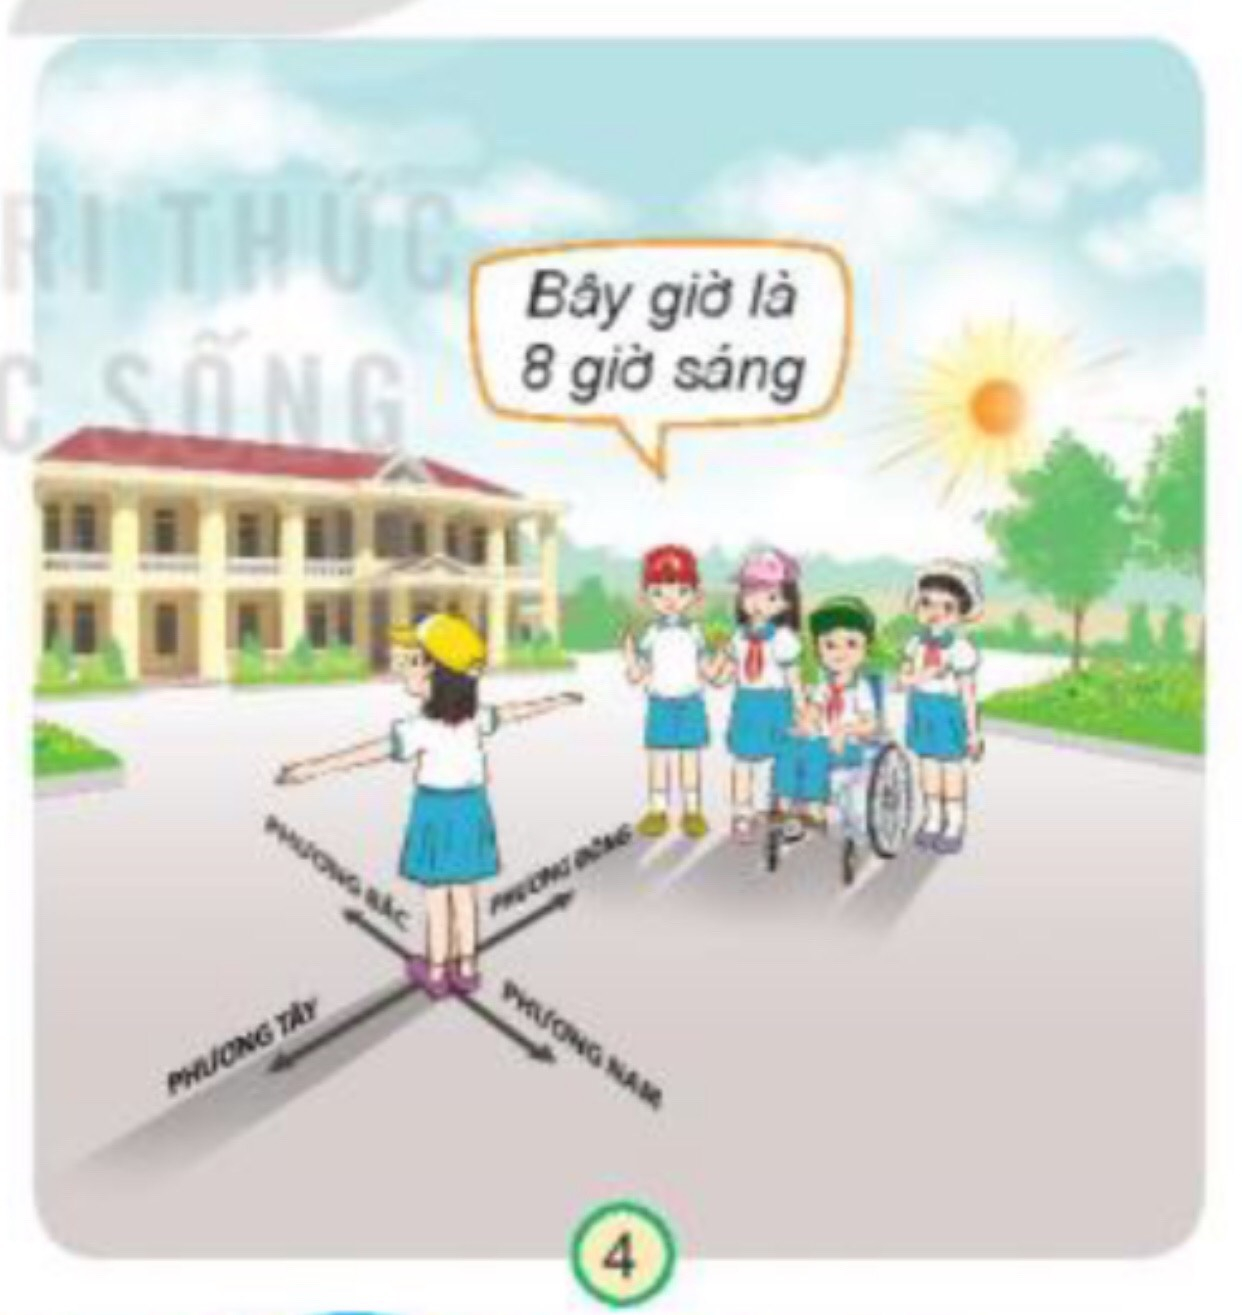 RI THỨC
C SỐNG
Bây giờ là
8 giờ sáng
PHƯƠNG BẮC
PHƯƠNG ĐÔNG
PHƯƠNG TÂY
PHƯƠNG NAM
4